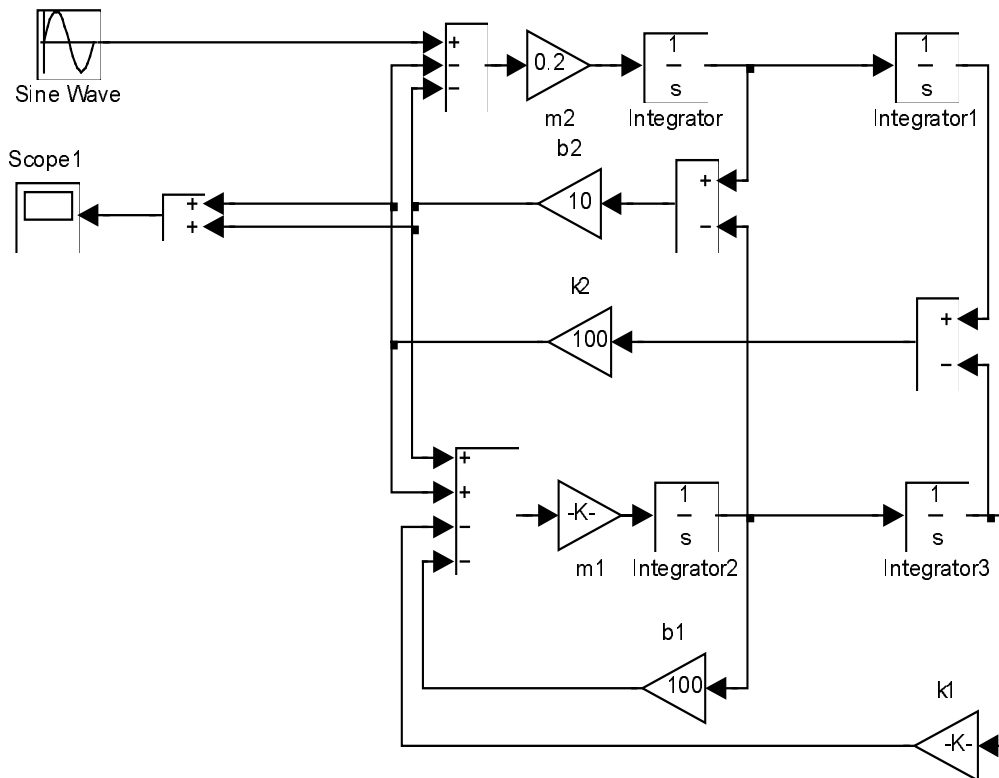 +
−
−
0.2
1
s
1
s
Sine Wave
m2
Integrator
Integrator1
b2
Scope1
+
+
10
+
−
k2
100
+
−
+
+
−
−
-K-
1
s
1
s
m1
Integrator2
Integrator3
b1
100
k1
-K-